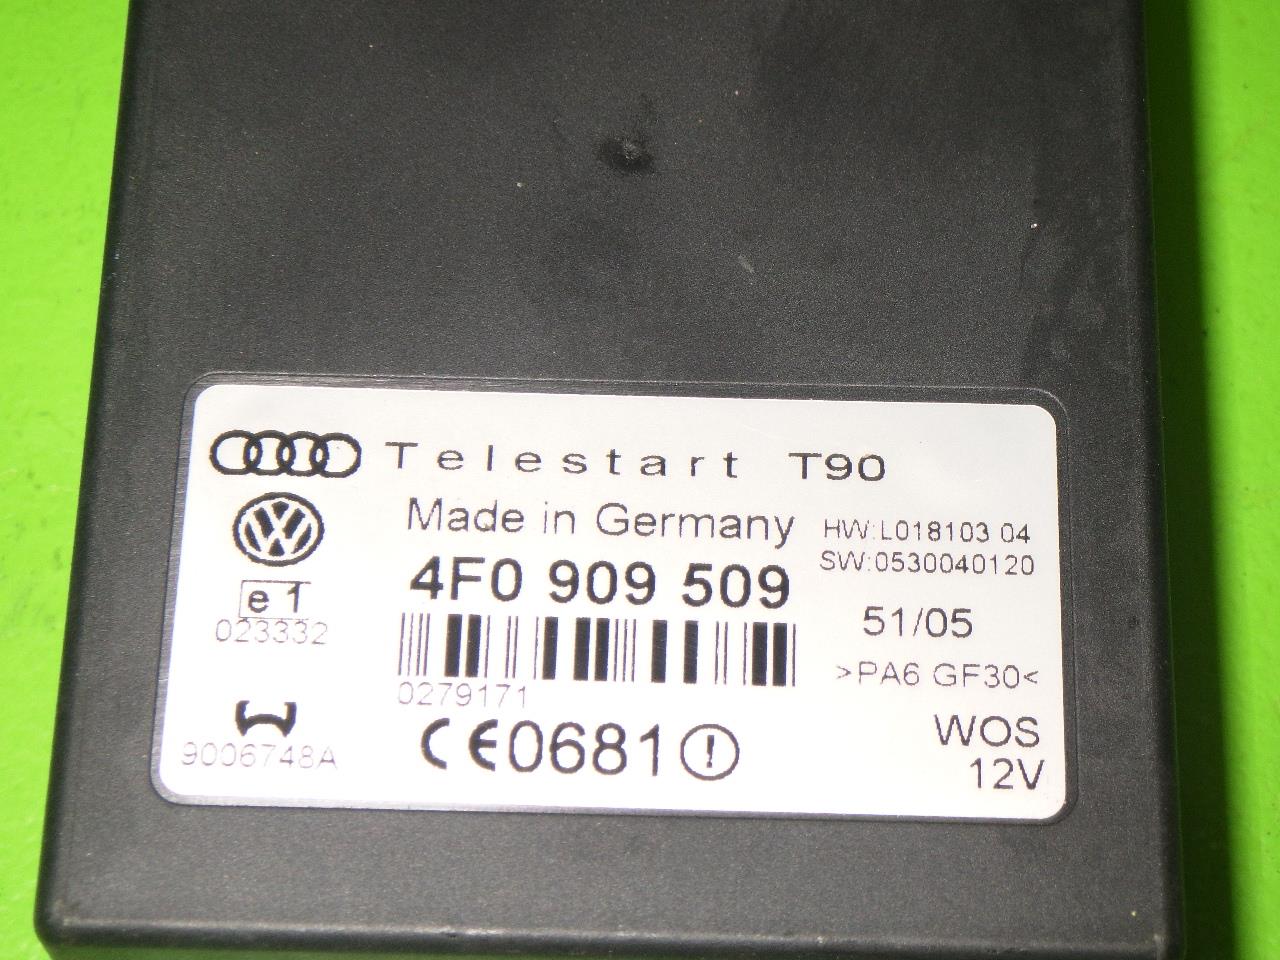 Telestart T90
Made in Germany
HW:L018103 04
SW:0530040120
4F0 909 509
e1
023332
51/05
>PA6 GF30<
0279171
WOS
12V
9006748A
CE0681